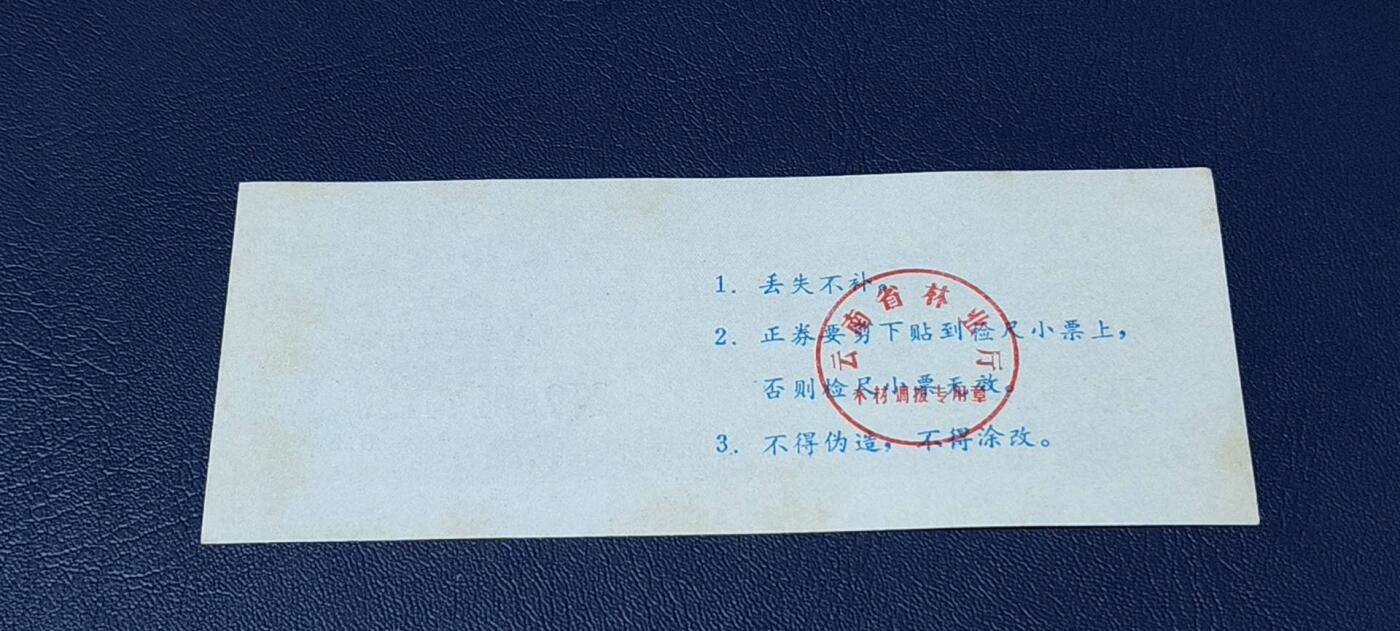 1. 丢失不补。
2. 正券要剪下贴到检尺小票上，
否则检尺小票无效。
3. 不得伪造，不得涂改。
云南省林业厅
木材调拨专用章